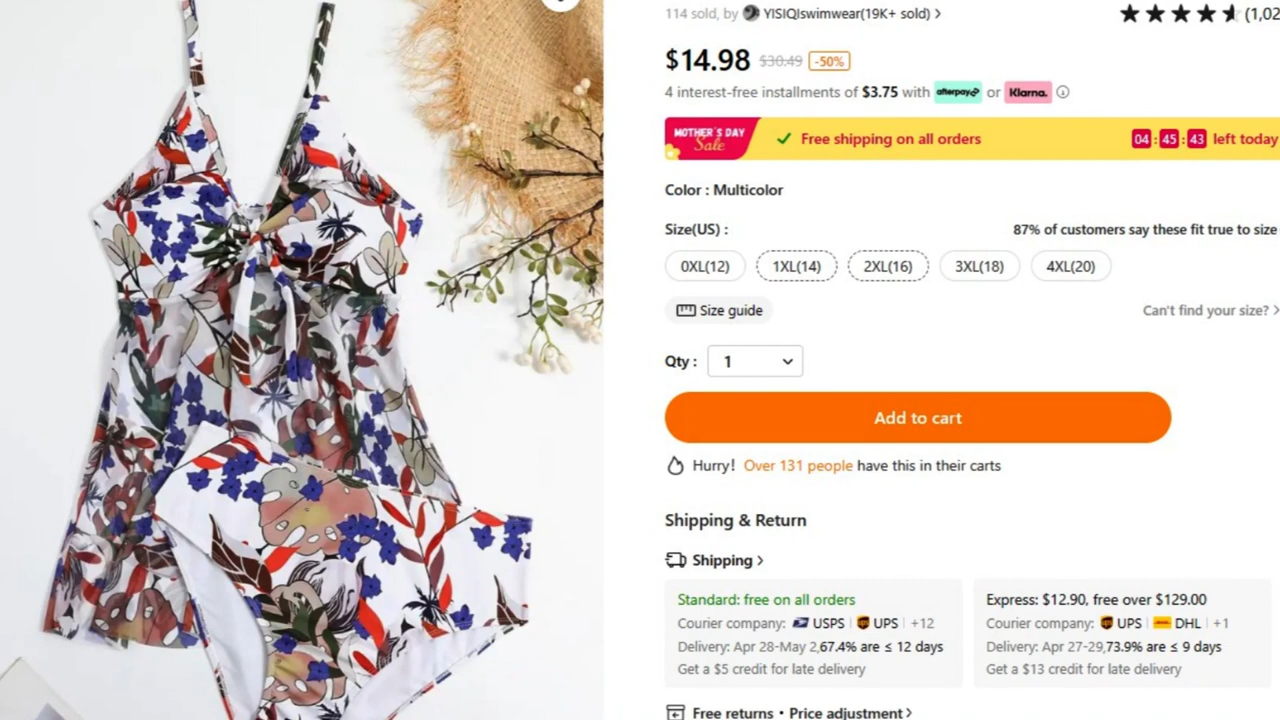 114 sold, by YISIQIswimwear(19K+ sold) >
(1,02
$14.98 $30.49 -50%
4 interest-free installments of $3.75 with afterpay or Klarna.
MOTHER'S DAY
Sale
Free shipping on all orders
04 : 45 : 43 left today
Color : Multicolor
Size(US) :
87% of customers say these fit true to size
0XL(12) 1XL(14) 2XL(16) 3XL(18) 4XL(20)
Size guide
Can't find your size? >
Qty : 1
Add to cart
Hurry! Over 131 people have this in their carts
Shipping & Return
Shipping >
Standard: free on all orders
Courier company: USPS | UPS | +12
Delivery: Apr 28-May 2,67.4% are ≤ 12 days
Get a $5 credit for late delivery
Express: $12.90, free over $129.00
Courier company: UPS | DHL | +1
Delivery: Apr 27-29,73.9% are ≤ 9 days
Get a $13 credit for late delivery
Free returns • Price adjustment >